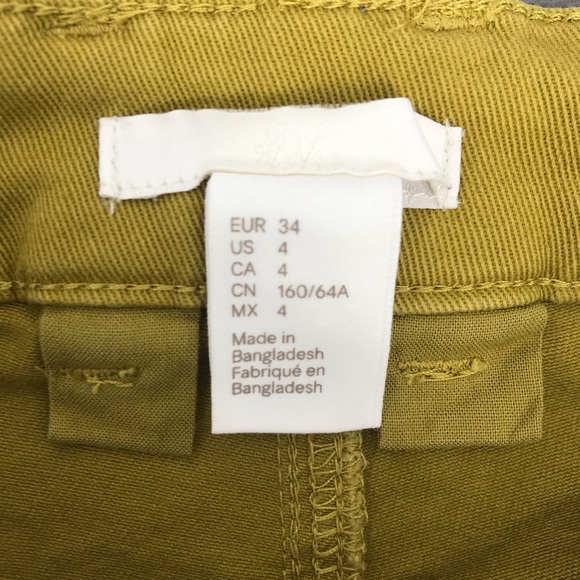 EUR 34
US 4
CA 4
CN 160/64A
MX 4
Made in
Bangladesh
Fabriqué en
Bangladesh